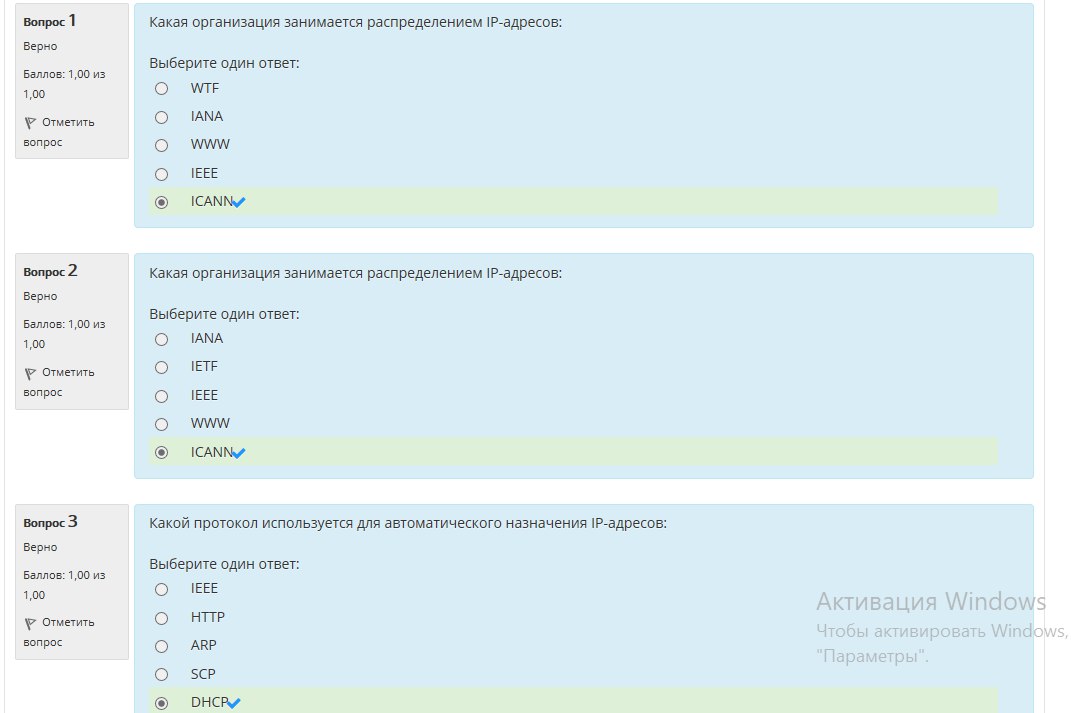 Вопрос 1
Верно
Баллов: 1,00 из
1,00
Отметить
вопрос
Какая организация занимается распределением IP-адресов:
Выберите один ответ:
WTF
IANA
WWW
IEEE
ICANN
Вопрос 2
Верно
Баллов: 1,00 из
1,00
Отметить
вопрос
Какая организация занимается распределением IP-адресов:
Выберите один ответ:
IANA
IETF
IEEE
WWW
ICANN
Вопрос 3
Верно
Баллов: 1,00 из
1,00
Отметить
вопрос
Какой протокол используется для автоматического назначения IP-адресов:
Выберите один ответ:
IEEE
HTTP
ARP
SCP
DHCP
Активация Windows
Чтобы активировать Windows,
"Параметры".